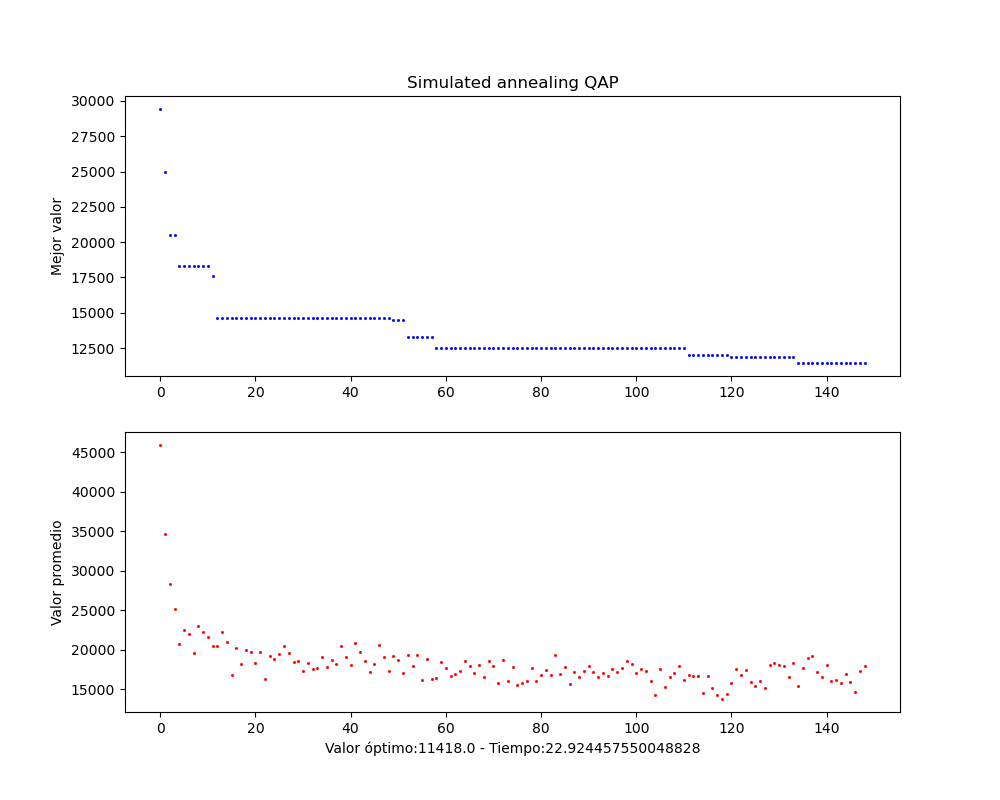 Simulated annealing QAP
Mejor valor
30000
27500
25000
22500
20000
17500
15000
12500
0 20 40 60 80 100 120 140
Valor promedio
45000
40000
35000
30000
25000
20000
15000
0 20 40 60 80 100 120 140
Valor óptimo:11418.0 - Tiempo:22.924457550048828